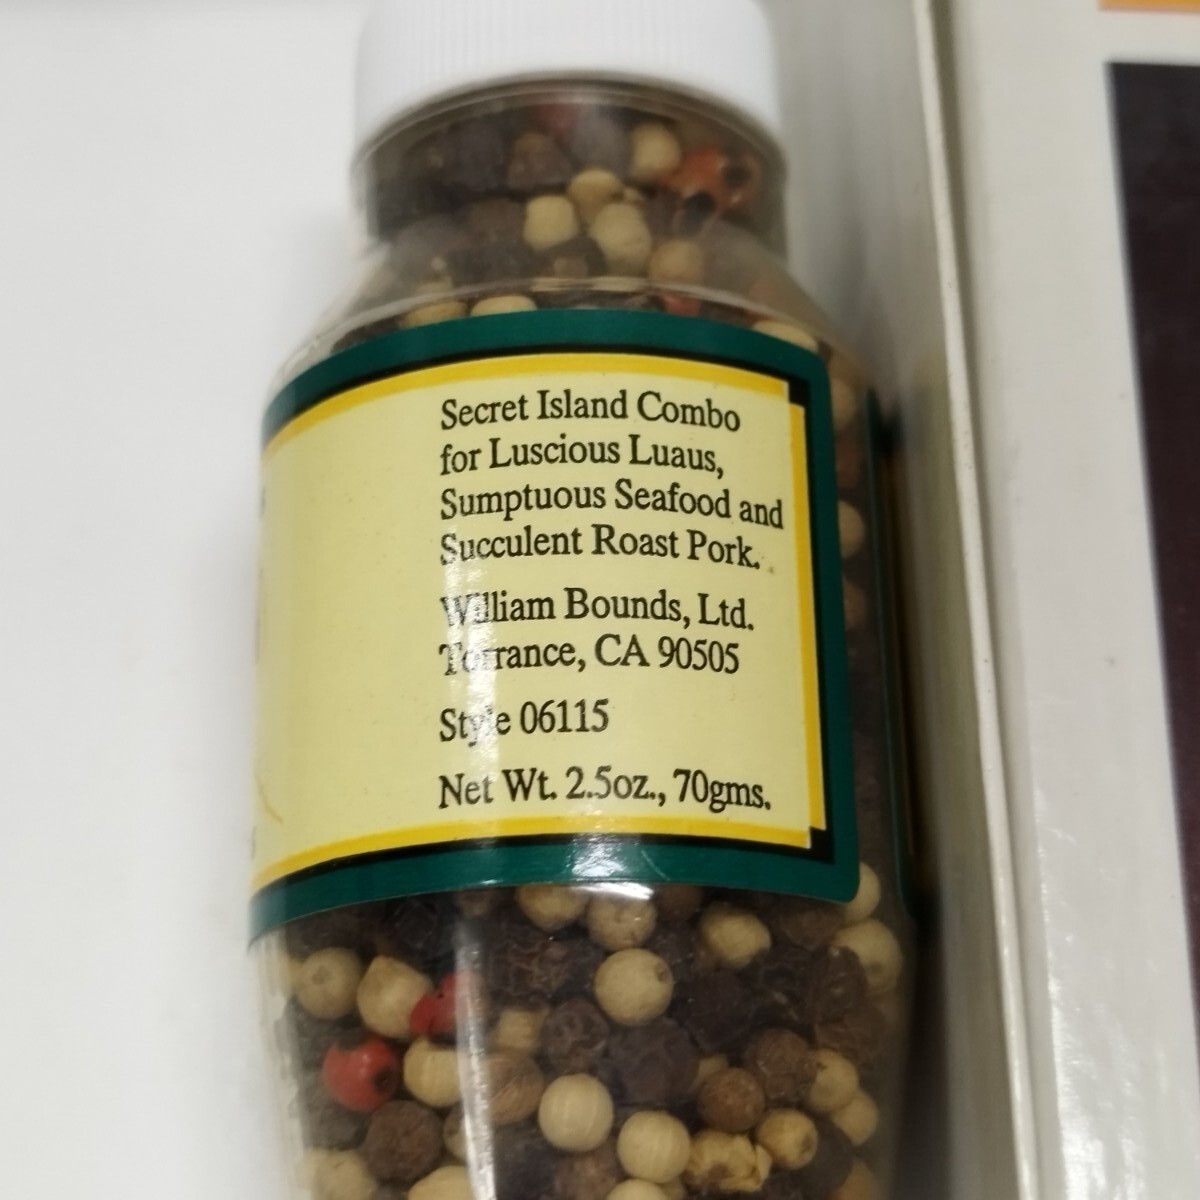 Secret Island Combo
for Luscious Luaus,
Sumptuous Seafood and
Succulent Roast Pork.
William Bounds, Ltd.
Torrance, CA 90505
Style 06115
Net Wt. 2.5oz., 70gms.